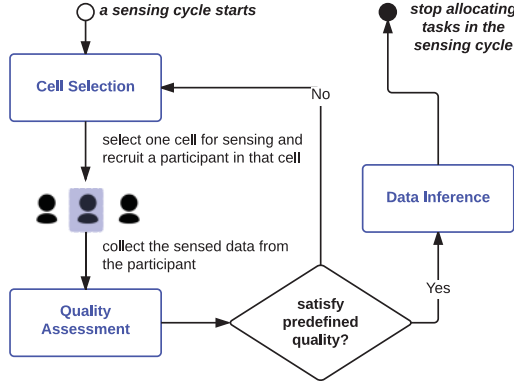 a sensing cycle starts
stop allocating
tasks in the
sensing cycle
Cell Selection
No
select one cell for sensing and
recruit a participant in that cell
Data Inference
collect the sensed data from
the participant
Yes
Quality
Assessment
satisfy
predefined
quality?